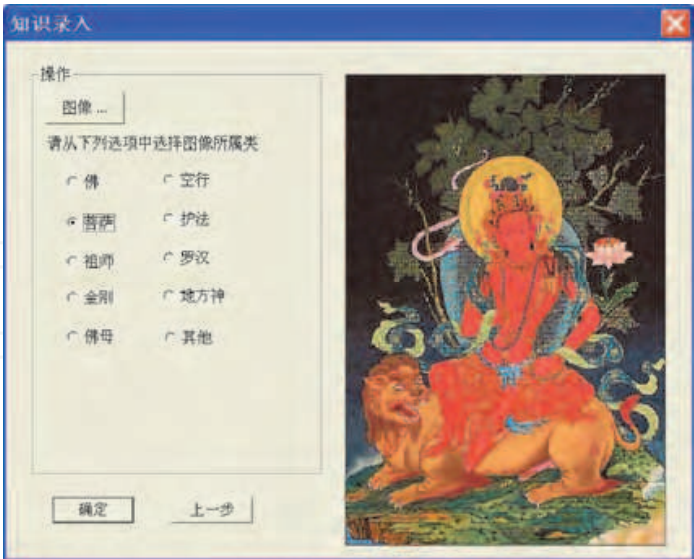 知识录入
操作
图像 ...
请从下列选项中选择图像所属类
佛 空行
菩萨 护法
祖师 罗汉
金刚 地方神
佛母 其他
确定 上一步